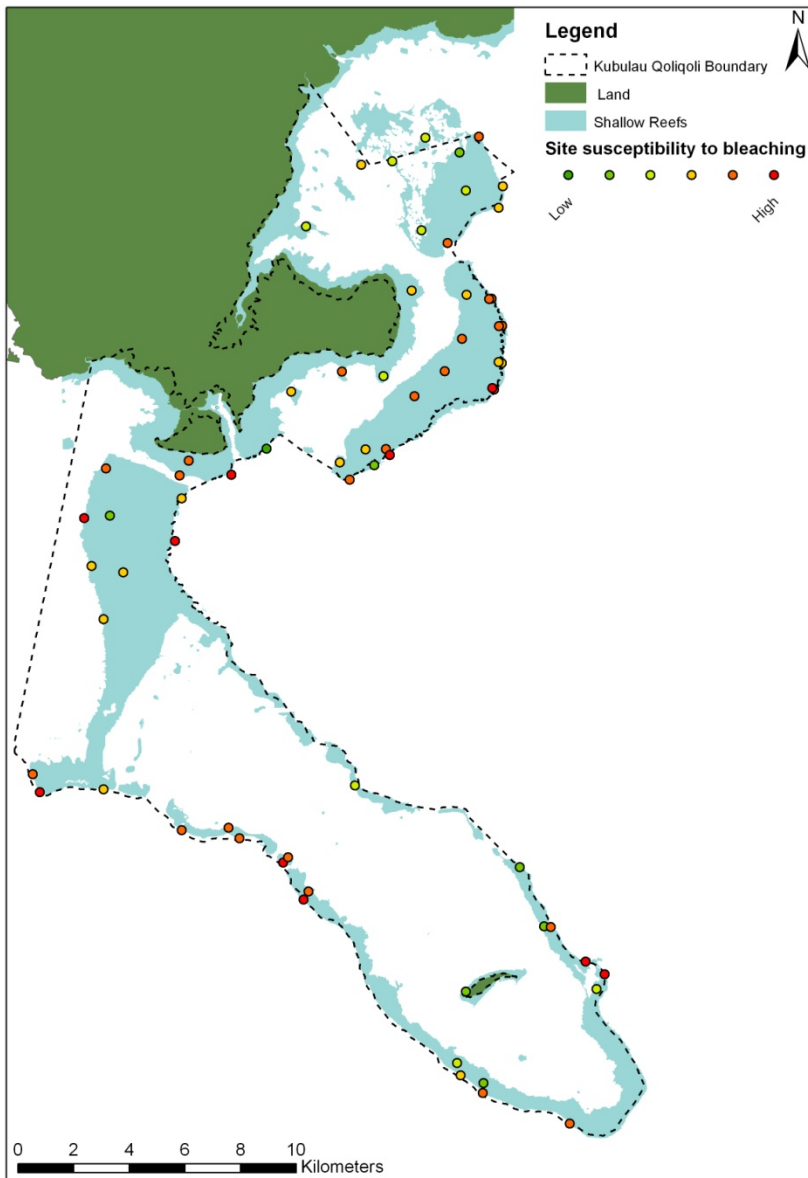 Legend
N
Kubulau Qoliqoli Boundary
Land
Shallow Reefs
Site susceptibility to bleaching
Low High
0 2 4 6 8 10
Kilometers